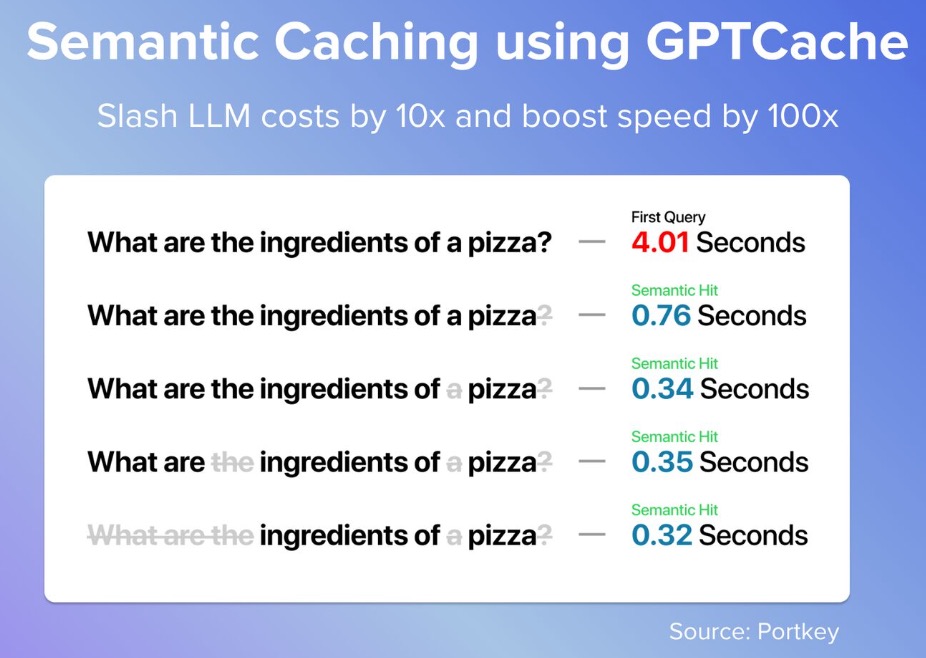 Semantic Caching using GPTCache
Slash LLM costs by 10x and boost speed by 100x
First Query
What are the ingredients of a pizza? — 4.01 Seconds
Semantic Hit
What are the ingredients of a pizza? — 0.76 Seconds
Semantic Hit
What are the ingredients of a pizza? — 0.34 Seconds
Semantic Hit
What are the ingredients of a pizza? — 0.35 Seconds
Semantic Hit
What are the ingredients of a pizza? — 0.32 Seconds
Source: Portkey